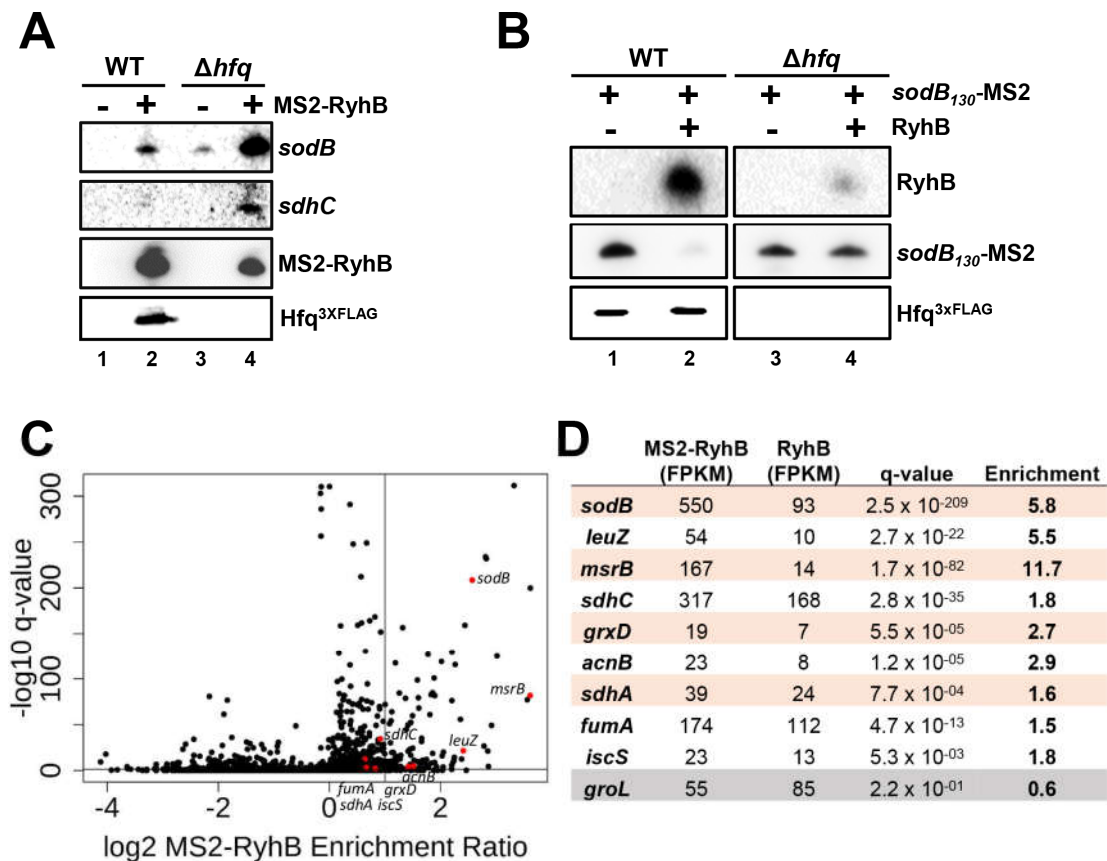 A
WT Δhfq
- + - + MS2-RyhB
sodB
sdhC
MS2-RyhB
Hfq3XFLAG
1 2 3 4
B
WT Δhfq
+ + + + sodB130-MS2
- + - + RyhB
RyhB
sodB130-MS2
Hfq3xFLAG
1 2 3 4
C
-log10 q-value
300
200
100
0
sodB
msrB
sdhC
leuZ
acnB
fumA grxD
sdhA iscS
-4 -2 0 2
log2 MS2-RyhB Enrichment Ratio
D
MS2-RyhB (FPKM) RyhB (FPKM) q-value Enrichment
sodB 550 93 2.5 x 10-209 5.8
leuZ 54 10 2.7 x 10-22 5.5
msrB 167 14 1.7 x 10-82 11.7
sdhC 317 168 2.8 x 10-35 1.8
grxD 19 7 5.5 x 10-05 2.7
acnB 23 8 1.2 x 10-05 2.9
sdhA 39 24 7.7 x 10-04 1.6
fumA 174 112 4.7 x 10-13 1.5
iscS 23 13 5.3 x 10-03 1.8
groL 55 85 2.2 x 10-01 0.6